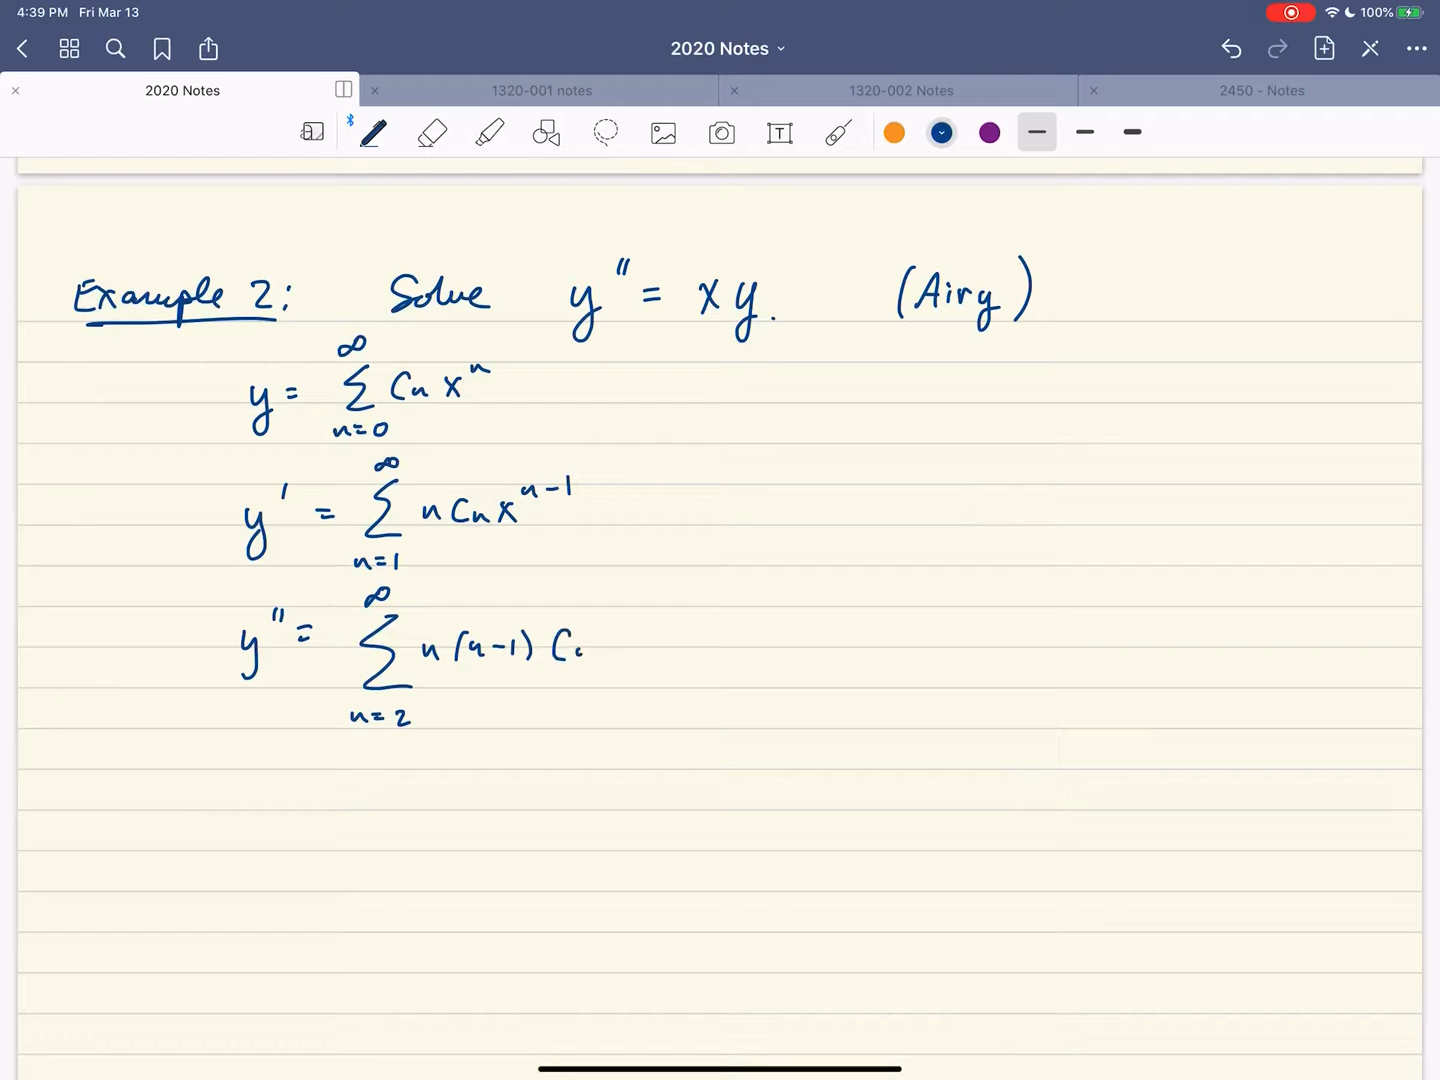 4:39 PM Fri Mar 13
100%
2020 Notes
2020 Notes
1320-001 notes
1320-002 Notes
2450 - Notes
Example 2: Solve y'' = xy. (Airy)
y = ∑_{n=0}^{∞} Cn x^n
y' = ∑_{n=1}^{∞} n Cn x^{n-1}
y'' = ∑_{n=2}^{∞} n(n-1) C